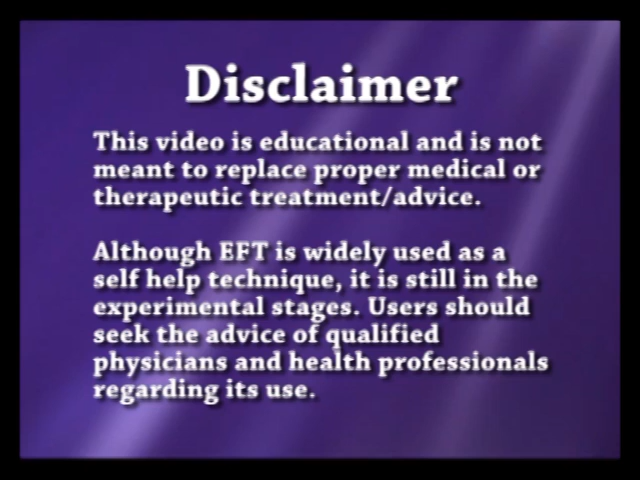 Disclaimer
This video is educational and is not
meant to replace proper medical or
therapeutic treatment/advice.
Although EFT is widely used as a
self help technique, it is still in the
experimental stages. Users should
seek the advice of qualified
physicians and health professionals
regarding its use.